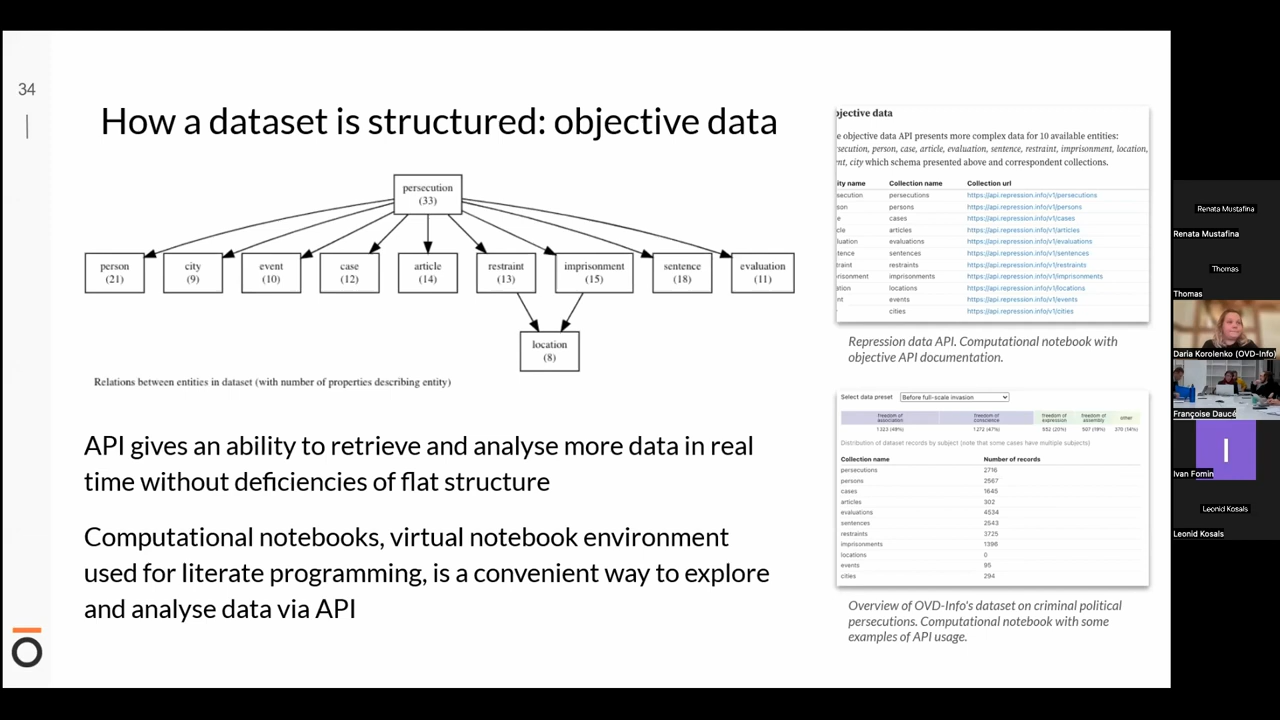 34
How a dataset is structured: objective data
persecution
(33)
person
(21)
city
(9)
event
(10)
case
(12)
article
(14)
restraint
(13)
imprisonment
(15)
sentence
(18)
evaluation
(11)
location
(8)
Relations between entities in dataset (with number of properties describing entity)
API gives an ability to retrieve and analyse more data in real
time without deficiencies of flat structure
Computational notebooks, virtual notebook environment
used for literate programming, is a convenient way to explore
and analyse data via API
bjective data
e objective data API presents more complex data for 10 available entities:
secution, person, case, article, evaluation, sentence, restraint, imprisonment, location,
nt, city which schema presented above and correspondent collections.
ity name Collection name Collection url
secution persecutions https://api.repression.info/v1/persecutions
son persons https://api.repression.info/v1/persons
e cases https://api.repression.info/v1/cases
cle articles https://api.repression.info/v1/articles
luation evaluations https://api.repression.info/v1/evaluations
tence sentences https://api.repression.info/v1/sentences
traint restraints https://api.repression.info/v1/restraints
risonment imprisonments https://api.repression.info/v1/imprisonments
ation locations https://api.repression.info/v1/locations
nt events https://api.repression.info/v1/events
cities https://api.repression.info/v1/cities
Repression data API. Computational notebook with
objective API documentation.
Select data preset Before full-scale invasion
freedom of association freedom of conscience freedom of expression freedom of assembly other
1 323 (49%) 1 272 (47%) 552 (20%) 507 (19%) 370 (14%)
Distribution of dataset records by subject (note that some cases have multiple subjects)
Collection name Number of records
persecutions 2716
persons 2567
cases 1645
articles 302
evaluations 4534
sentences 2543
restraints 3725
imprisonments 1396
locations 0
events 95
cities 294
Overview of OVD-Info's dataset on criminal political
persecutions. Computational notebook with some
examples of API usage.
Renata Mustafina
Renata Mustafina
Thomas
Thomas
Daria Korolenko (OVD-Info)
Françoise Daucé
I
Ivan Fomin
Leonid Kosals
Leonid Kosals